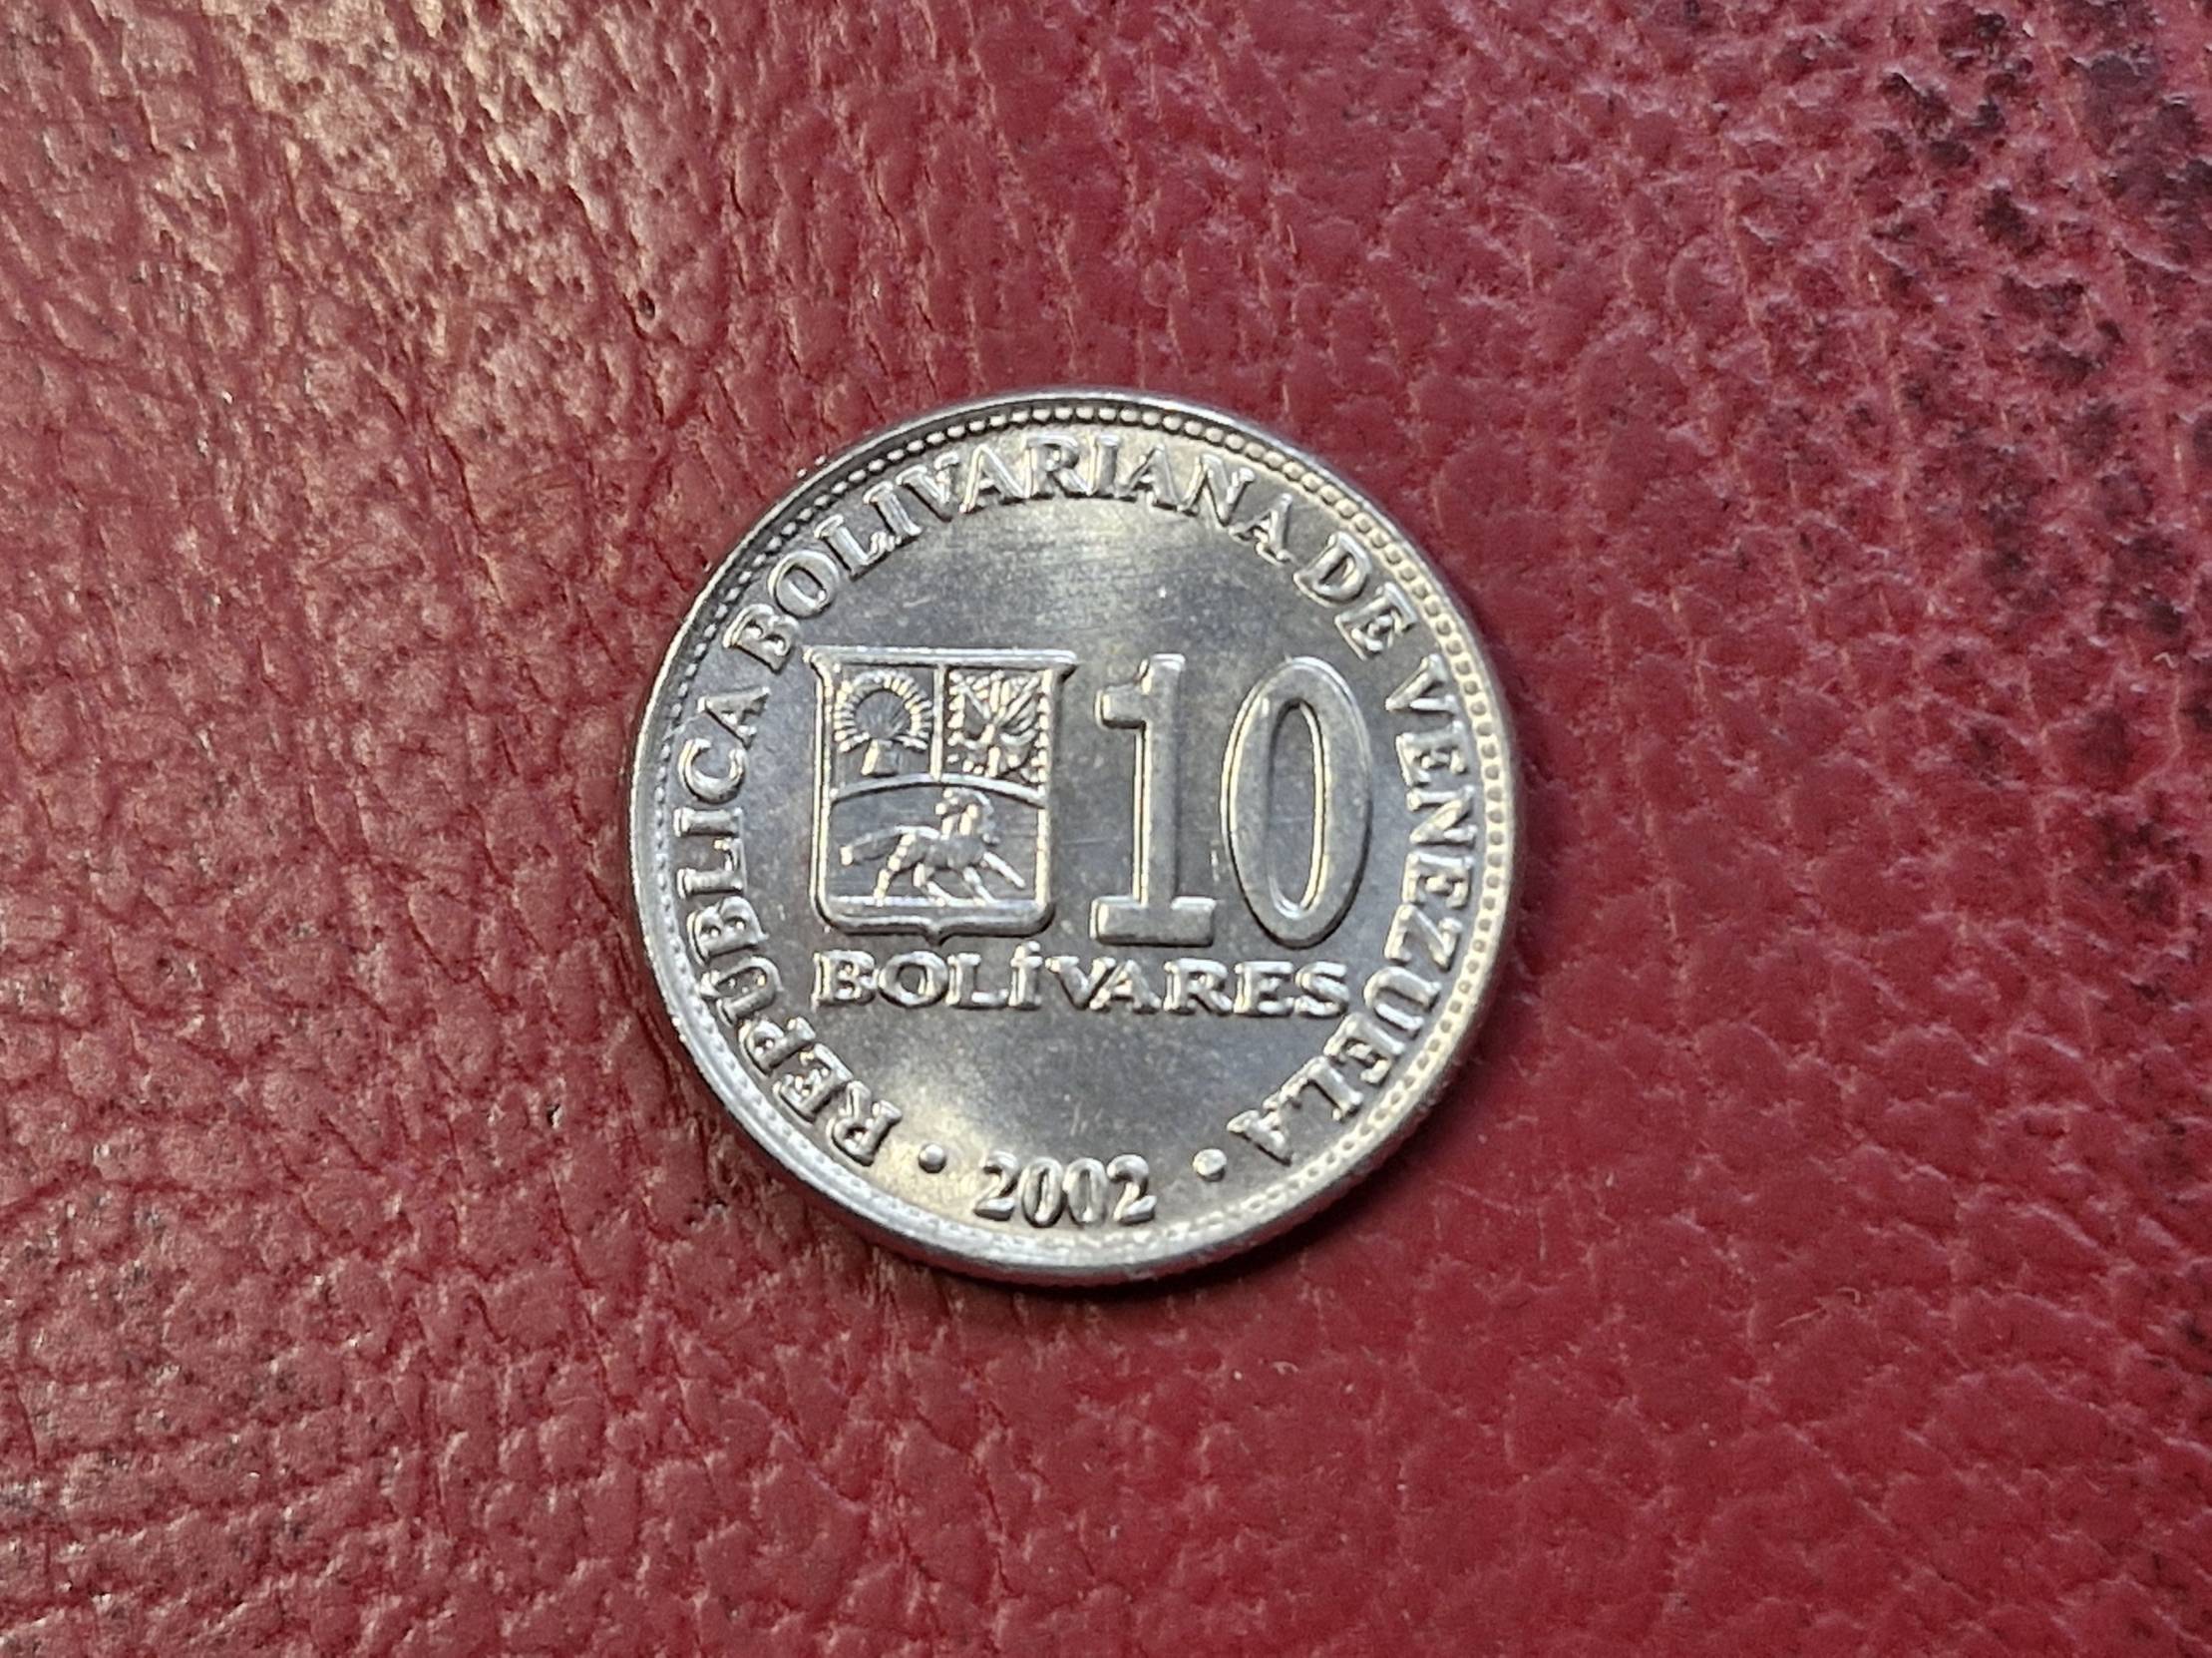 REPÚBLICA BOLIVARIANA DE VENEZUELA
10
BOLÍVARES
• 2002 •